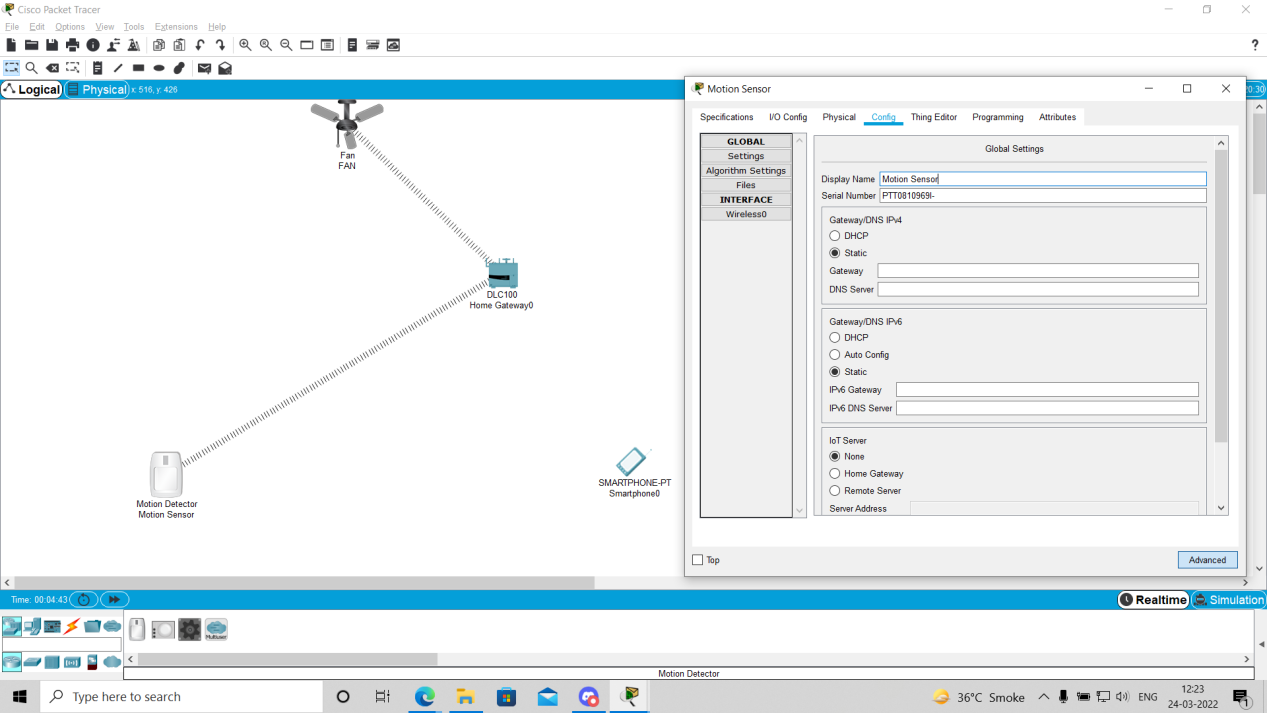 Cisco Packet Tracer
File Edit Options View Tools Extensions Help
?
Logical Physical x: 516, y: 426
Fan
FAN
DLC100
Home Gateway0
Motion Detector
Motion Sensor
SMARTPHONE-PT
Smartphone0
Motion Sensor
Specifications I/O Config Physical Config Thing Editor Programming Attributes
GLOBAL
Settings
Algorithm Settings
Files
INTERFACE
Wireless0
Global Settings
Display Name Motion Sensor
Serial Number PTT0810969I-
Gateway/DNS IPv4
DHCP
Static
Gateway
DNS Server
Gateway/DNS IPv6
DHCP
Auto Config
Static
IPv6 Gateway
IPv6 DNS Server
IoT Server
None
Home Gateway
Remote Server
Server Address
Top
Advanced
Time: 00:04:43
Realtime Simulation
Multiuser
Motion Detector
Type here to search
36°C Smoke
ENG
12:23
24-03-2022
1